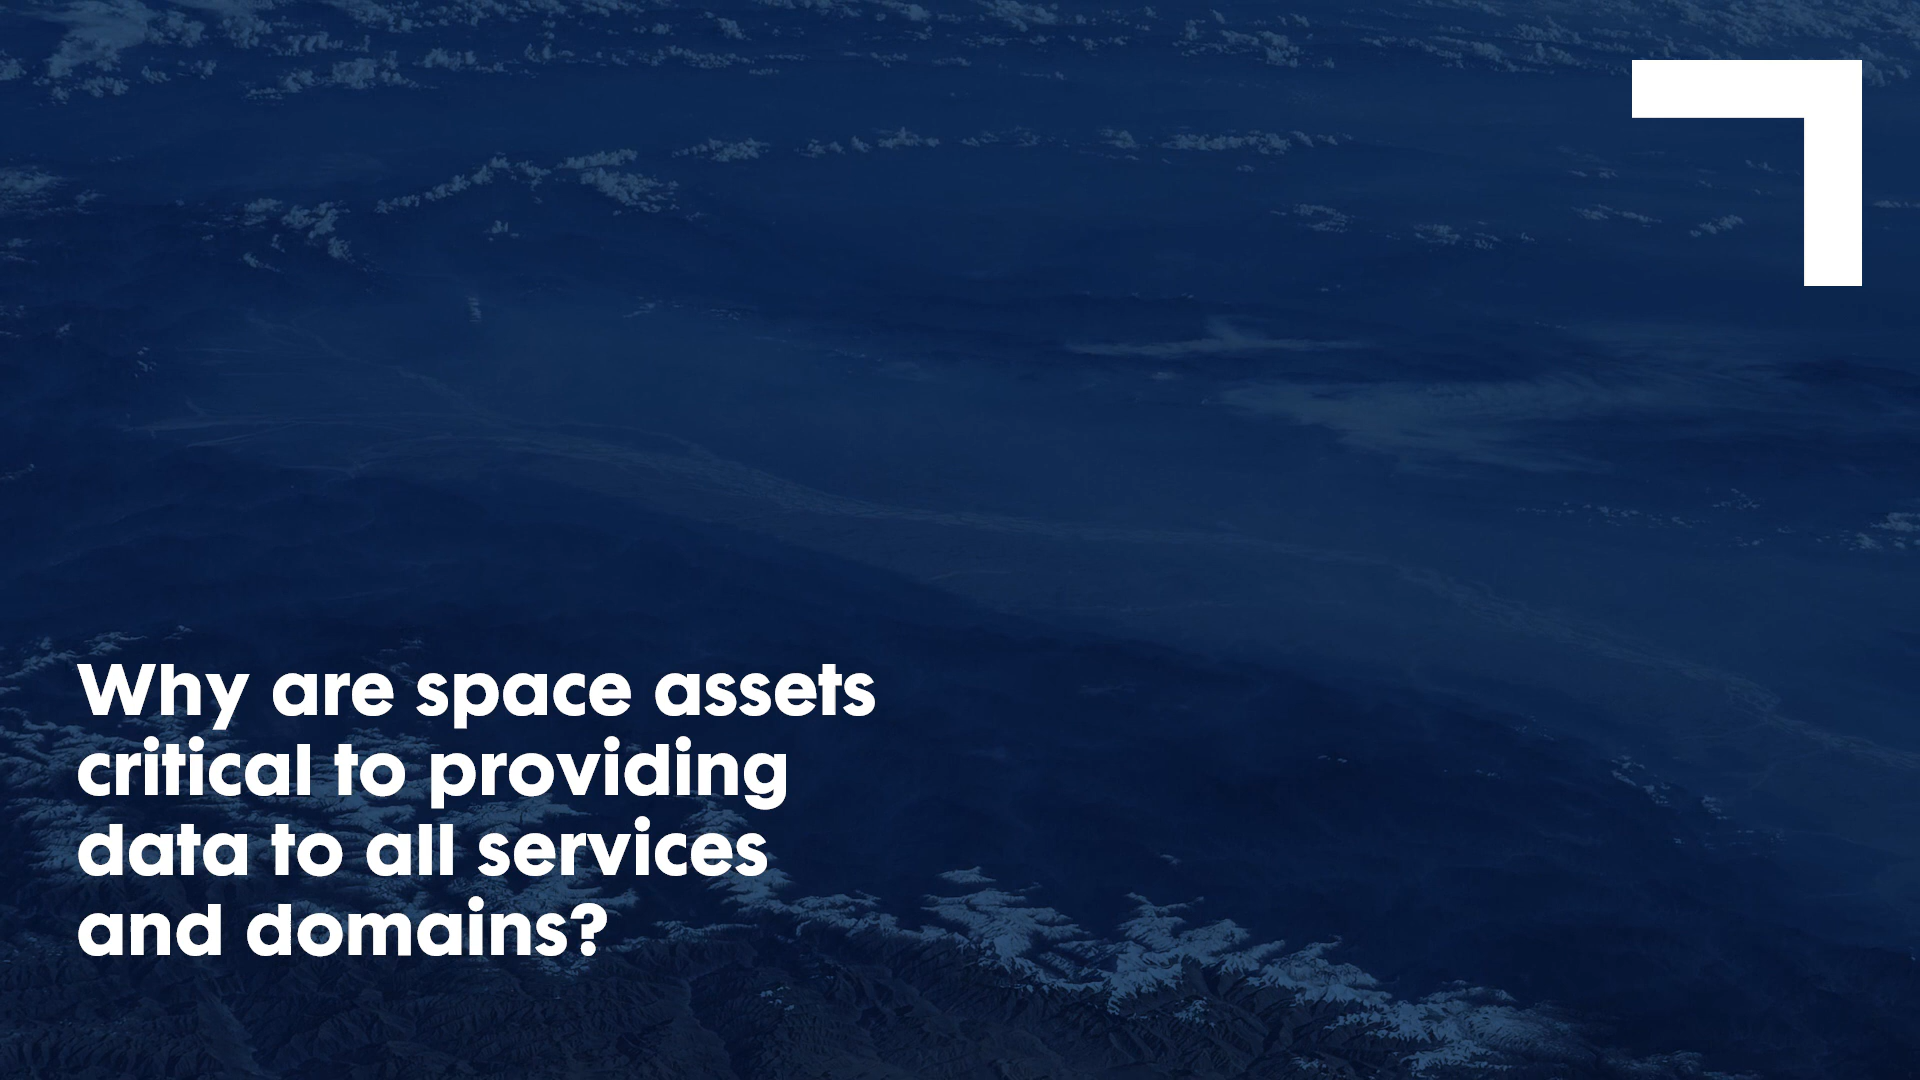 Why are space assets
critical to providing
data to all services
and domains?